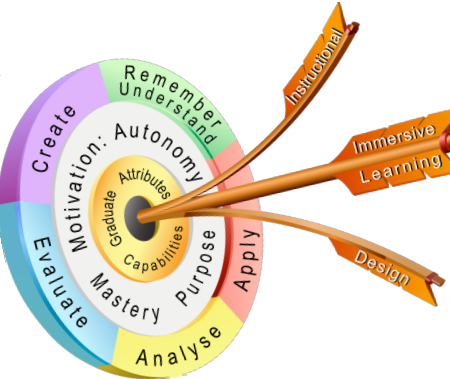 Remember
Understand
Apply
Analyse
Evaluate
Create
Motivation: Autonomy
Mastery
Purpose
Graduate
Attributes
Capabilities
Instructional
Immersive
Learning
Design